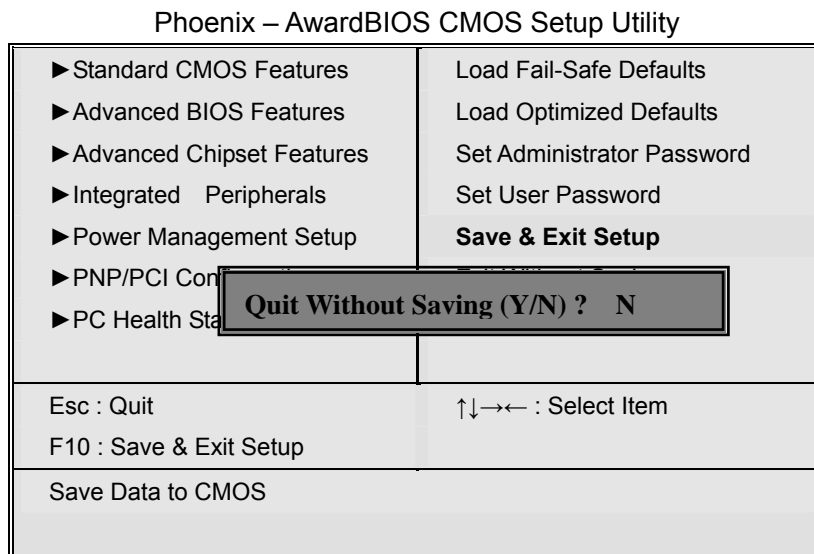 Phoenix – AwardBIOS CMOS Setup Utility
►Standard CMOS Features
►Advanced BIOS Features
►Advanced Chipset Features
►Integrated Peripherals
►Power Management Setup
►PNP/PCI
►PC Health
Load Fail-Safe Defaults
Load Optimized Defaults
Set Administrator Password
Set User Password
Save & Exit Setup
Quit Without Saving (Y/N) ? N
Esc : Quit
F10 : Save & Exit Setup
↑↓→← : Select Item
Save Data to CMOS